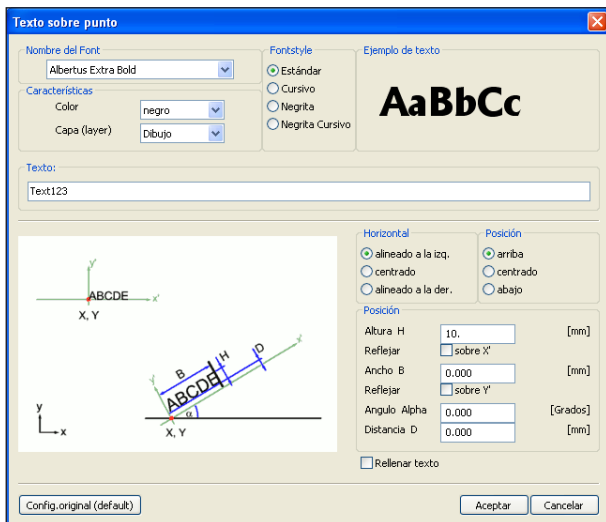 Texto sobre punto
Nombre del Font
Albertus Extra Bold
Características
Color
negro
Capa (layer)
Dibujo
Fontstyle
Estándar
Cursivo
Negrita
Negrita Cursivo
Ejemplo de texto
AaBbCc
Texto:
Text123
y'
ABCDE
x'
X, Y
y
x
y'
B
H
D
x'
ABCDE
α
X, Y
Horizontal
alineado a la izq.
centrado
alineado a la der.
Posición
arriba
centrado
abajo
Posición
Altura H 10. [mm]
Reflejar sobre X'
Ancho B 0.000 [mm]
Reflejar sobre Y'
Angulo Alpha 0.000 [Grados]
Distancia D 0.000 [mm]
Rellenar texto
Config.original (default)
Aceptar
Cancelar